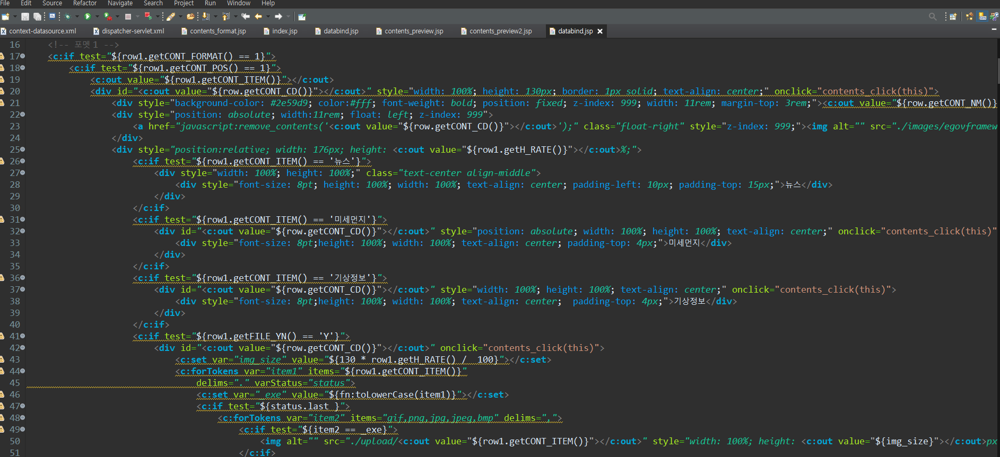 File Edit Source Refactor Navigate Search Project Run Window Help
context-datasource.xml dispatcher-servlet.xml contents_format.jsp index.jsp databind.jsp contents_preview.jsp contents_preview2.jsp databind.jsp
16 <!-- 포멧 1 -->
17 <c:if test="${row1.getCONT_FORMAT() == 1}">
18 <c:if test="${row1.getCONT_POS() == 1}">
19 <c:out value="${row1.getCONT_ITEM()}"></c:out>
20 <div id="<c:out value="${row.getCONT_CD()}"></c:out>" style="width: 100%; height: 130px; border: 1px solid; text-align: center;" onclick="contents_click(this)">
21 <div style="background-color: #2e59d9; color:#fff; font-weight: bold; position: fixed; z-index: 999; width: 11rem; margin-top: 3rem;"><c:out value="${row.getCONT_NM()}
22 <div style="position: absolute; width:11rem; float: left; z-index: 999">
23 <a href="javascript:remove_contents('<c:out value="${row.getCONT_CD()}"></c:out>');" class="float-right" style="z-index: 999;"><img alt="" src="./images/egovframew
24 </div>
25 <div style="position:relative; width: 176px; height: <c:out value="${row1.getH_RATE()}"></c:out>%;">
26 <c:if test="${row1.getCONT_ITEM() == '뉴스'}">
27 <div style="width: 100%; height: 100%;" class="text-center align-middle">
28 <div style="font-size: 8pt; height: 100%; width: 100%; text-align: center; padding-left: 10px; padding-top: 15px;">뉴스</div>
29 </div>
30 </c:if>
31 <c:if test="${row1.getCONT_ITEM() == '미세먼지'}">
32 <div id="<c:out value="${row.getCONT_CD()}"></c:out>" style="position: absolute; width: 100%; height: 100%; text-align: center;" onclick="contents_click(this)"
33 <div style="font-size: 8pt;height: 100%; width: 100%; text-align: center; padding-top: 4px;">미세먼지</div>
34 </div>
35 </c:if>
36 <c:if test="${row1.getCONT_ITEM() == '기상정보'}">
37 <div id="<c:out value="${row.getCONT_CD()}"></c:out>" style="width: 100%; height: 100%; text-align: center;" onclick="contents_click(this)">
38 <div style="font-size: 8pt;height: 100%; width: 100%; text-align: center;  padding-top: 4px;">기상정보</div>
39 </div>
40 </c:if>
41 <c:if test="${row1.getFILE_YN() == 'Y'}">
42 <div id="<c:out value="${row.getCONT_CD()}"></c:out>" onclick="contents_click(this)">
43 <c:set var="img_size" value="${130 * row1.getH_RATE() /  100}"></c:set>
44 <c:forTokens var="item1" items="${row1.getCONT_ITEM()}"
45 delims="." varStatus="status">
46 <c:set var="_exe" value="${fn:toLowerCase(item1)}"></c:set>
47 <c:if test="${status.last }">
48 <c:forTokens var="item2" items="gif,png,jpg,jpeg,bmp" delims=",">
49 <c:if test="${item2 == _exe}">
50 <img alt="" src="./upload/<c:out value="${row1.getCONT_ITEM()}"></c:out>" style="width: 100%; height: <c:out value="${img_size}"></c:out>px
51 </c:if>